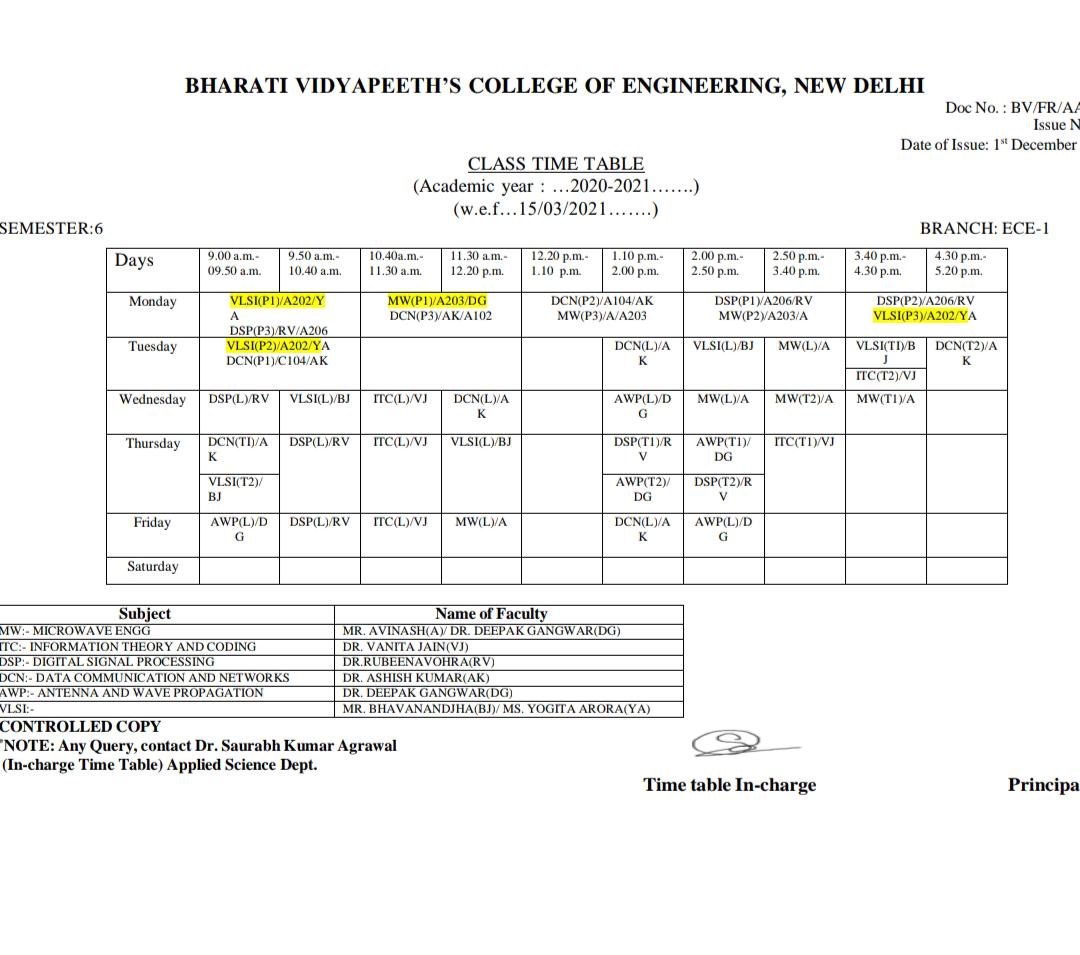 BHARATI VIDYAPEETH'S COLLEGE OF ENGINEERING, NEW DELHI
Doc No. : BV/FR/AA
Issue N
Date of Issue: 1st December
CLASS TIME TABLE
(Academic year : …2020-2021…….)
(w.e.f…15/03/2021…….)
SEMESTER:6 BRANCH: ECE-1
Days 9.00 a.m.- 9.50 a.m.- 10.40a.m.- 11.30 a.m.- 12.20 p.m.- 1.10 p.m.- 2.00 p.m.- 2.50 p.m.- 3.40 p.m.- 4.30 p.m.-
09.50 a.m. 10.40 a.m. 11.30 a.m. 12.20 p.m. 1.10 p.m. 2.00 p.m. 2.50 p.m. 3.40 p.m. 4.30 p.m. 5.20 p.m.
Monday VLSI(P1)/A202/Y MW(P1)/A203/DG DCN(P2)/A104/AK DSP(P1)/A206/RV DSP(P2)/A206/RV
A DCN(P3)/AK/A102 MW(P3)/A/A203 MW(P2)/A203/A VLSI(P3)/A202/YA
DSP(P3)/RV/A206
Tuesday VLSI(P2)/A202/YA DCN(L)/A VLSI(L)/BJ MW(L)/A VLSI(TI)/B DCN(T2)/A
DCN(P1)/C104/AK K J K
ITC(T2)/VJ
Wednesday DSP(L)/RV VLSI(L)/BJ ITC(L)/VJ DCN(L)/A AWP(L)/D MW(L)/A MW(T2)/A MW(T1)/A
K G
Thursday DCN(TI)/A DSP(L)/RV ITC(L)/VJ VLSI(L)/BJ DSP(T1)/R AWP(T1)/ ITC(T1)/VJ
K V DG
VLSI(T2)/ AWP(T2)/ DSP(T2)/R
BJ DG V
Friday AWP(L)/D DSP(L)/RV ITC(L)/VJ MW(L)/A DCN(L)/A AWP(L)/D
G K G
Saturday
Subject Name of Faculty
MW:- MICROWAVE ENGG MR. AVINASH(A)/ DR. DEEPAK GANGWAR(DG)
ITC:- INFORMATION THEORY AND CODING DR. VANITA JAIN(VJ)
DSP:- DIGITAL SIGNAL PROCESSING DR.RUBEENAVOHRA(RV)
DCN:- DATA COMMUNICATION AND NETWORKS DR. ASHISH KUMAR(AK)
AWP:- ANTENNA AND WAVE PROPAGATION DR. DEEPAK GANGWAR(DG)
VLSI:- MR. BHAVANANDJHA(BJ)/ MS. YOGITA ARORA(YA)
CONTROLLED COPY
*NOTE: Any Query, contact Dr. Saurabh Kumar Agrawal
(In-charge Time Table) Applied Science Dept.
Time table In-charge Principa